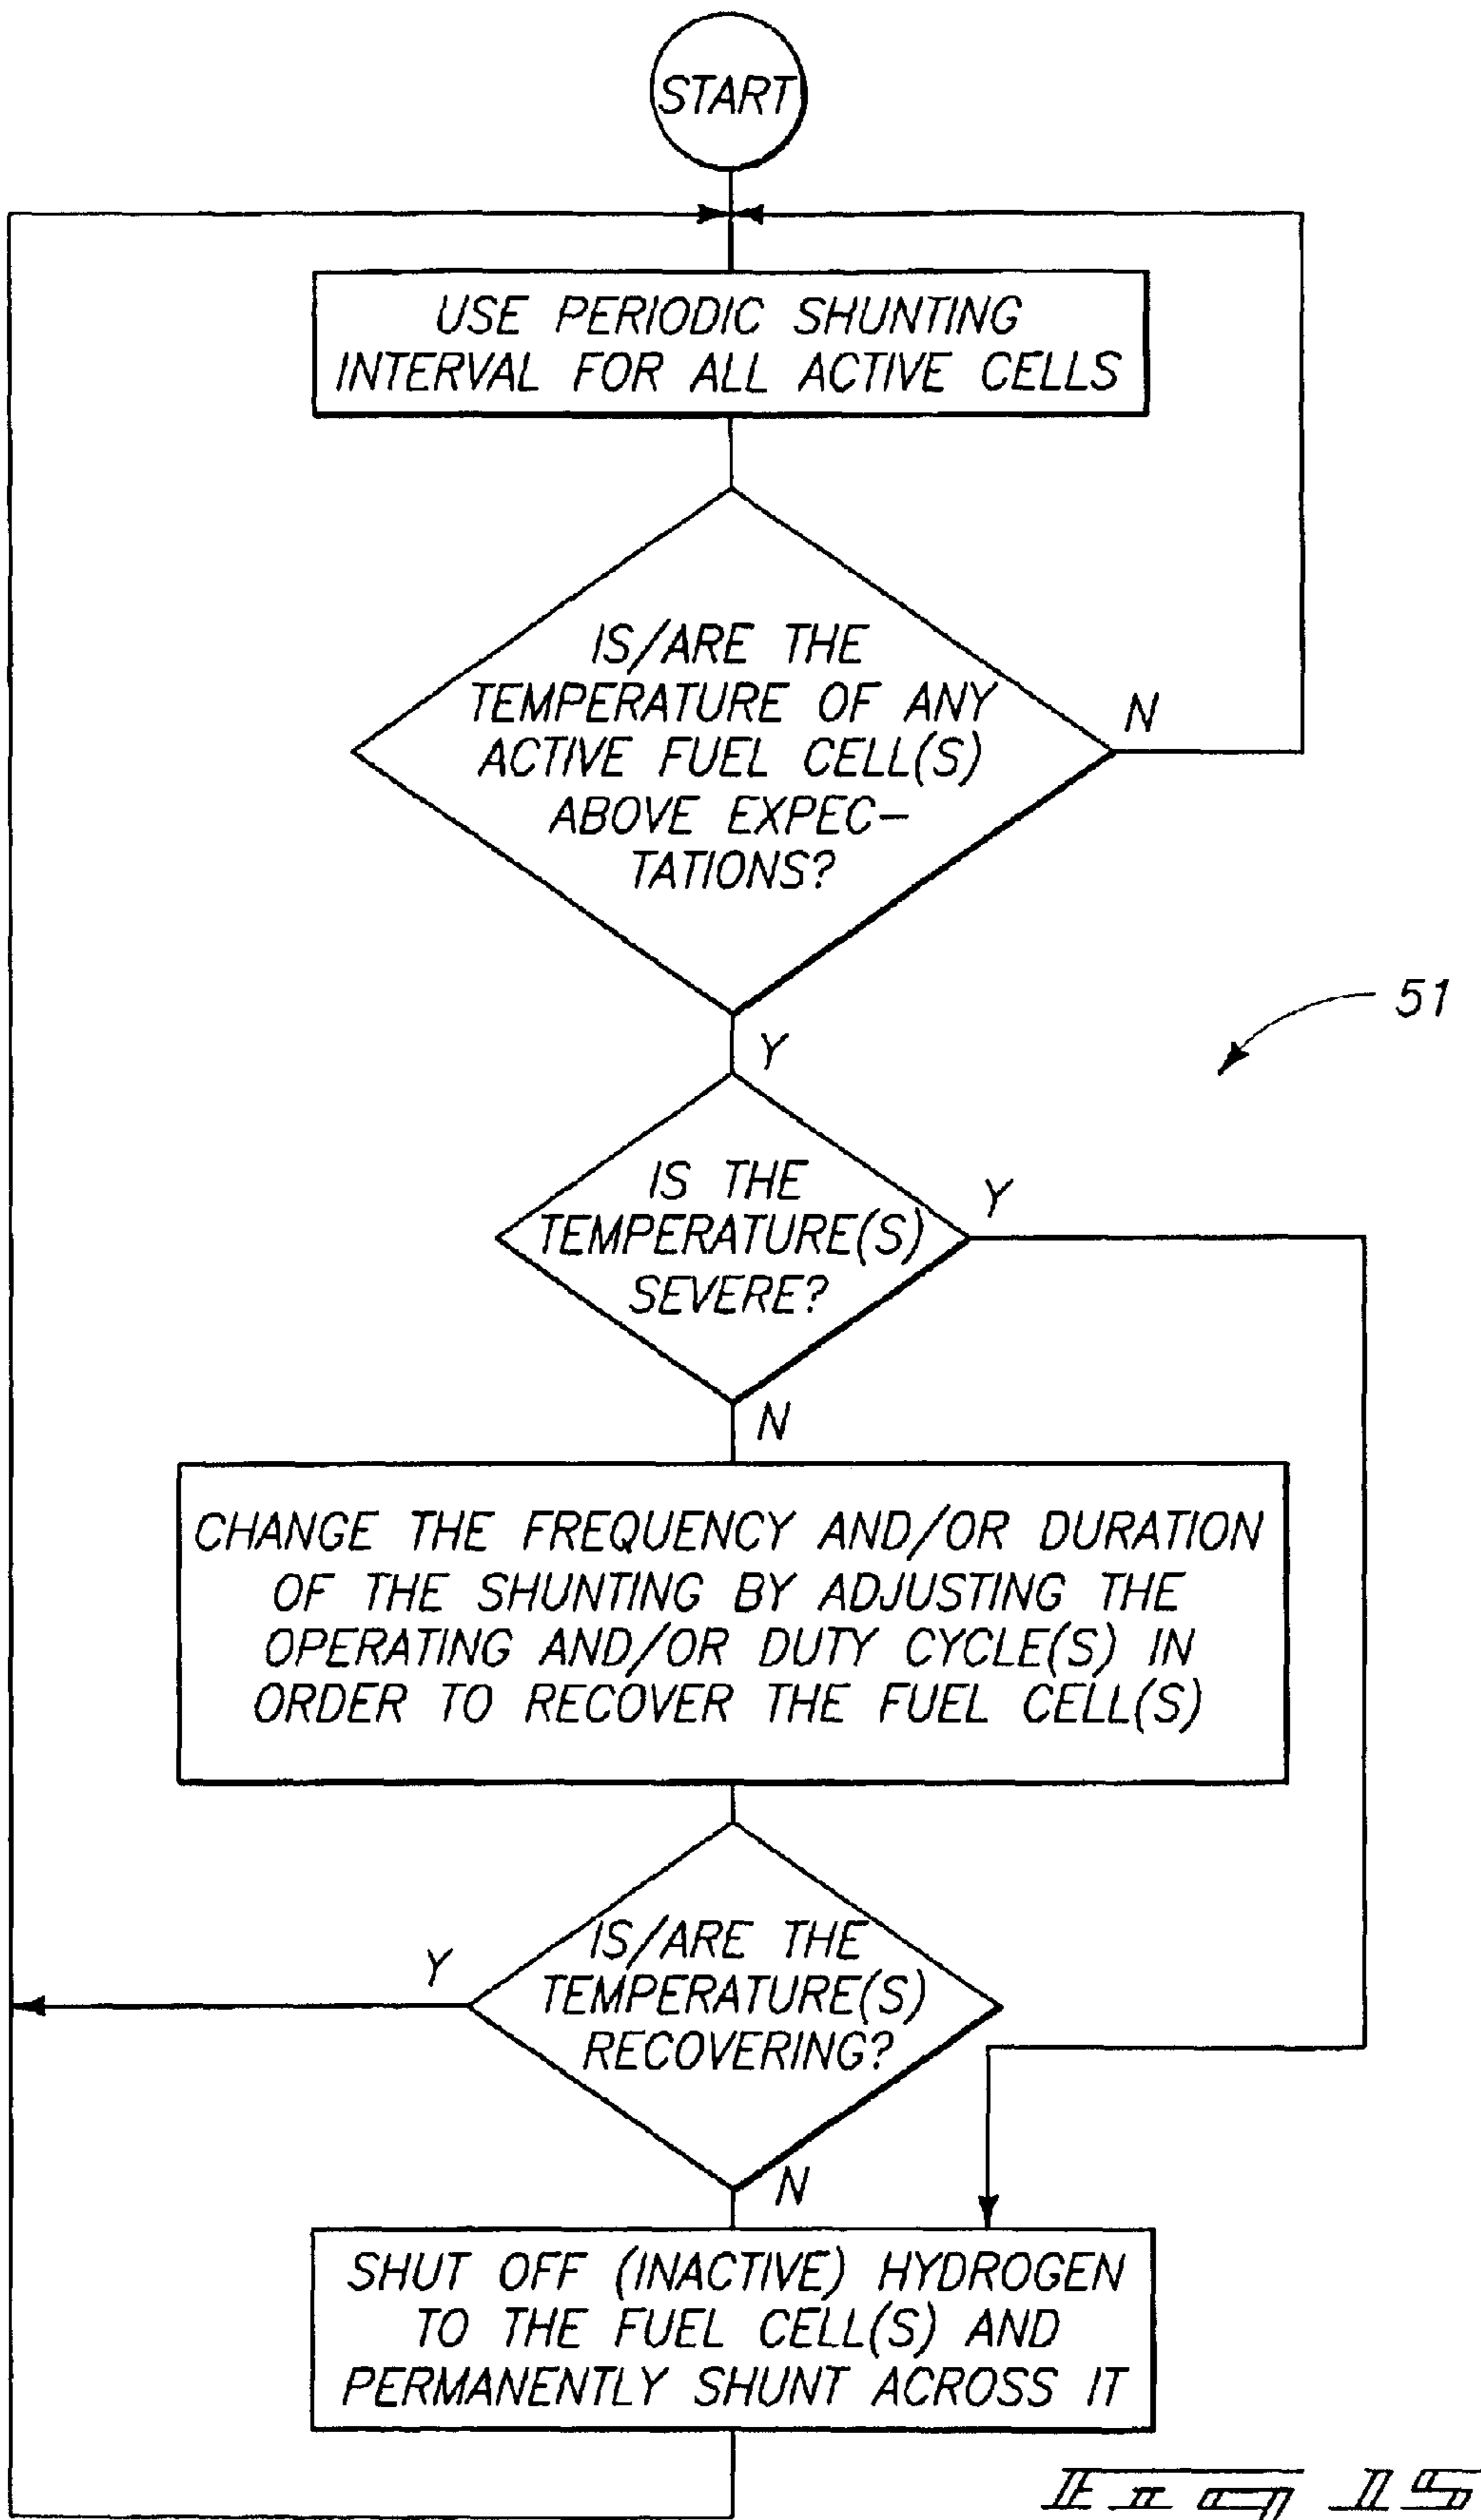 START
USE PERIODIC SHUNTING
INTERVAL FOR ALL ACTIVE CELLS
IS/ARE THE
TEMPERATURE OF ANY
ACTIVE FUEL CELL(S)
ABOVE EXPEC-
TATIONS?
N
Y
51
IS THE
TEMPERATURE(S)
SEVERE?
Y
N
CHANGE THE FREQUENCY AND/OR DURATION
OF THE SHUNTING BY ADJUSTING THE
OPERATING AND/OR DUTY CYCLE(S) IN
ORDER TO RECOVER THE FUEL CELL(S)
IS/ARE THE
TEMPERATURE(S)
RECOVERING?
Y
N
SHUT OFF (INACTIVE) HYDROGEN
TO THE FUEL CELL(S) AND
PERMANENTLY SHUNT ACROSS IT
Fig 15